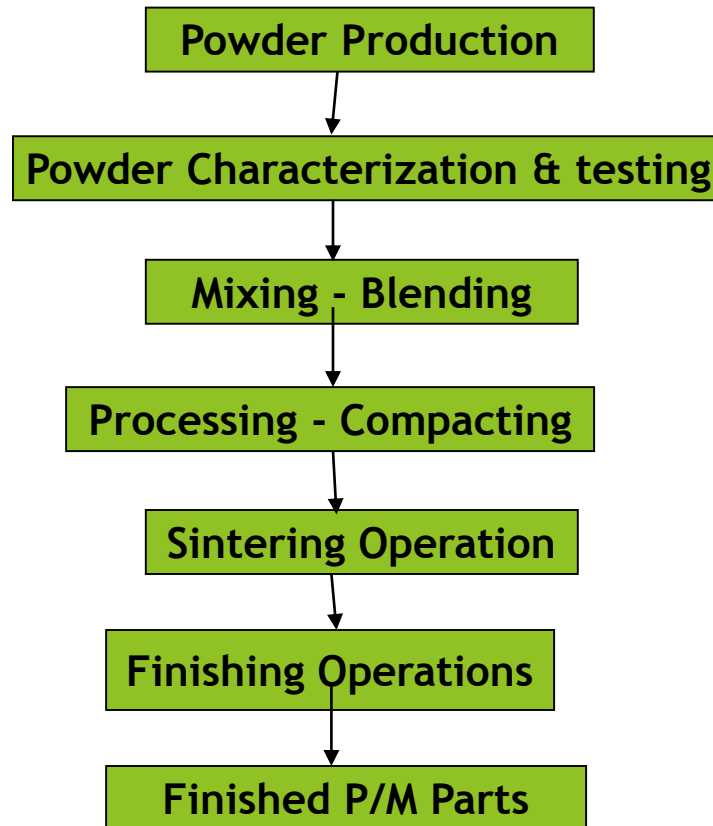 Powder Production
Powder Characterization & testing
Mixing - Blending
Processing - Compacting
Sintering Operation
Finishing Operations
Finished P/M Parts